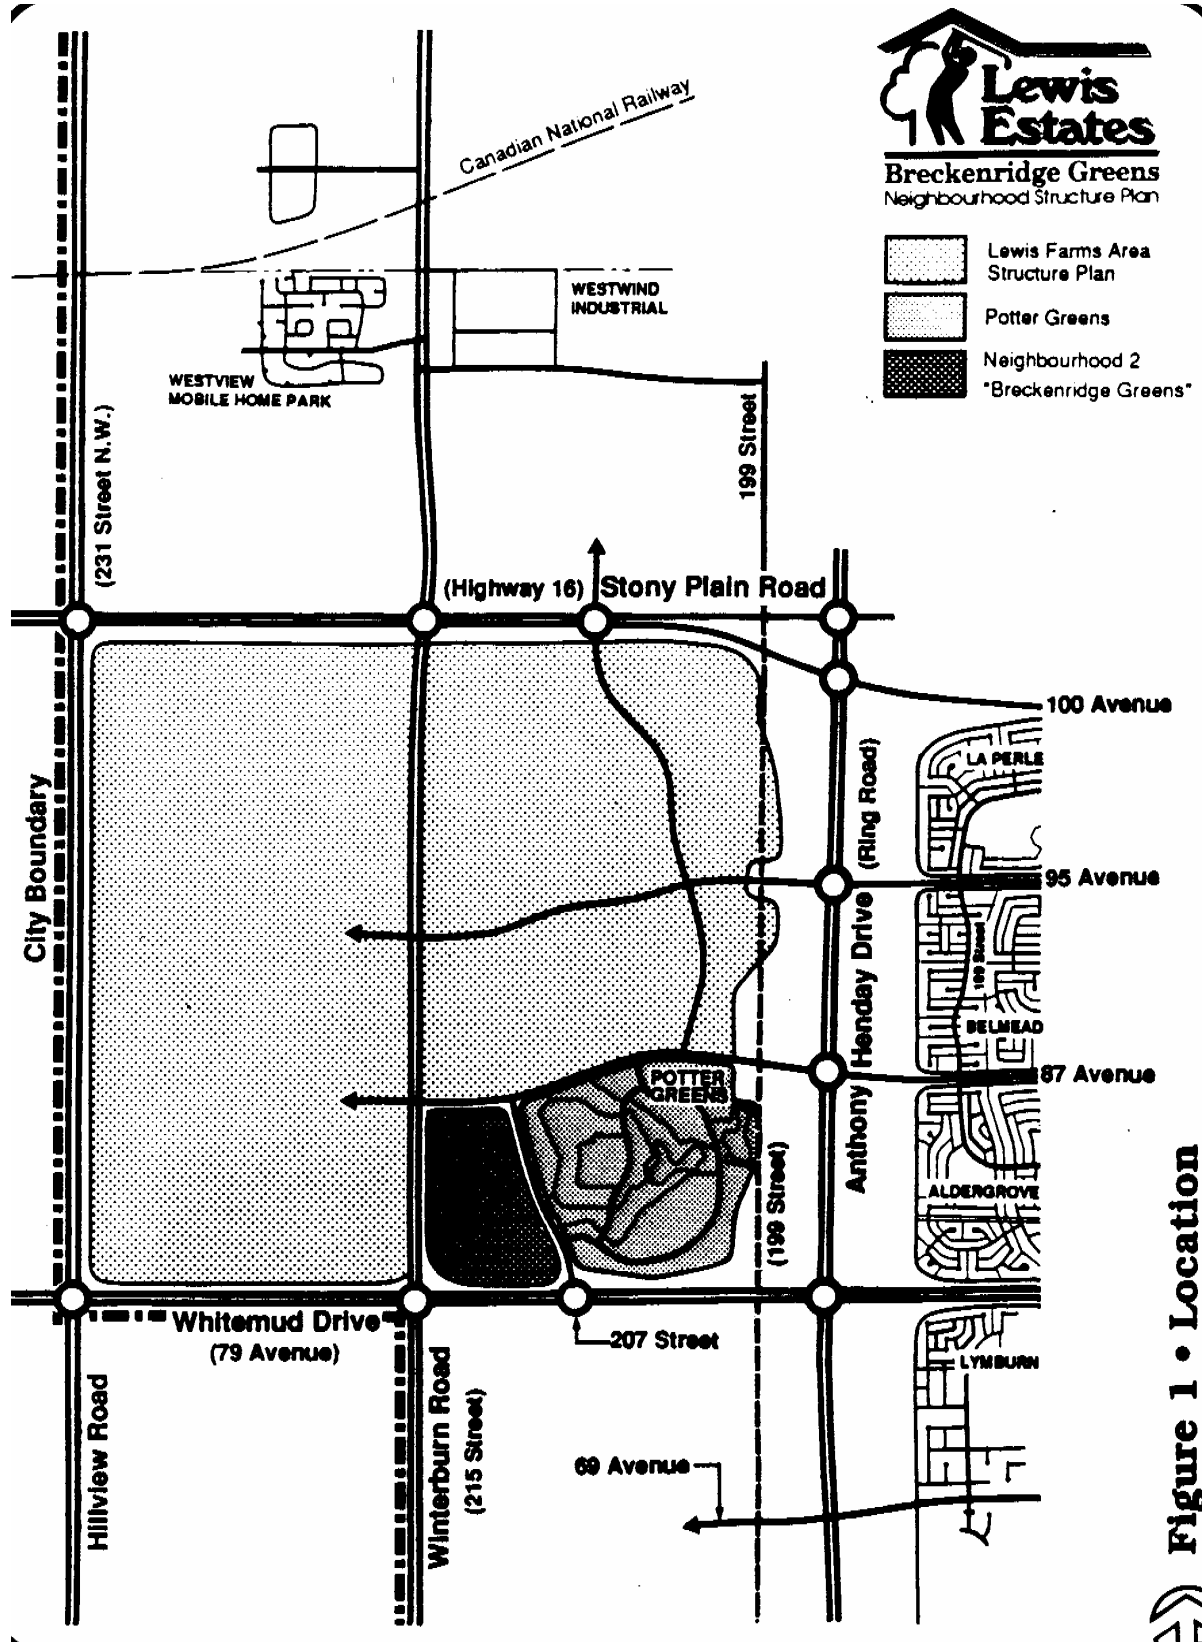 Lewis
Estates
Breckenridge Greens
Neighbourhood Structure Plan
Lewis Farms Area
Structure Plan
Potter Greens
Neighbourhood 2
"Breckenridge Greens"
Canadian National Railway
WESTWIND
INDUSTRIAL
WESTVIEW
MOBILE HOME PARK
(231 Street N.W.)
199 Street
(Highway 16) Stony Plain Road
100 Avenue
LA PERLE
(Ring Road)
City Boundary
95 Avenue
Anthony Henday Drive
189 Street
BELMEAD
87 Avenue
POTTER
GREENS
ALDERGROVE
(199 Street)
Whitemud Drive
(79 Avenue)
207 Street
LYMBURN
Hillview Road
Winterburn Road
(215 Street)
69 Avenue
Figure 1 • Location